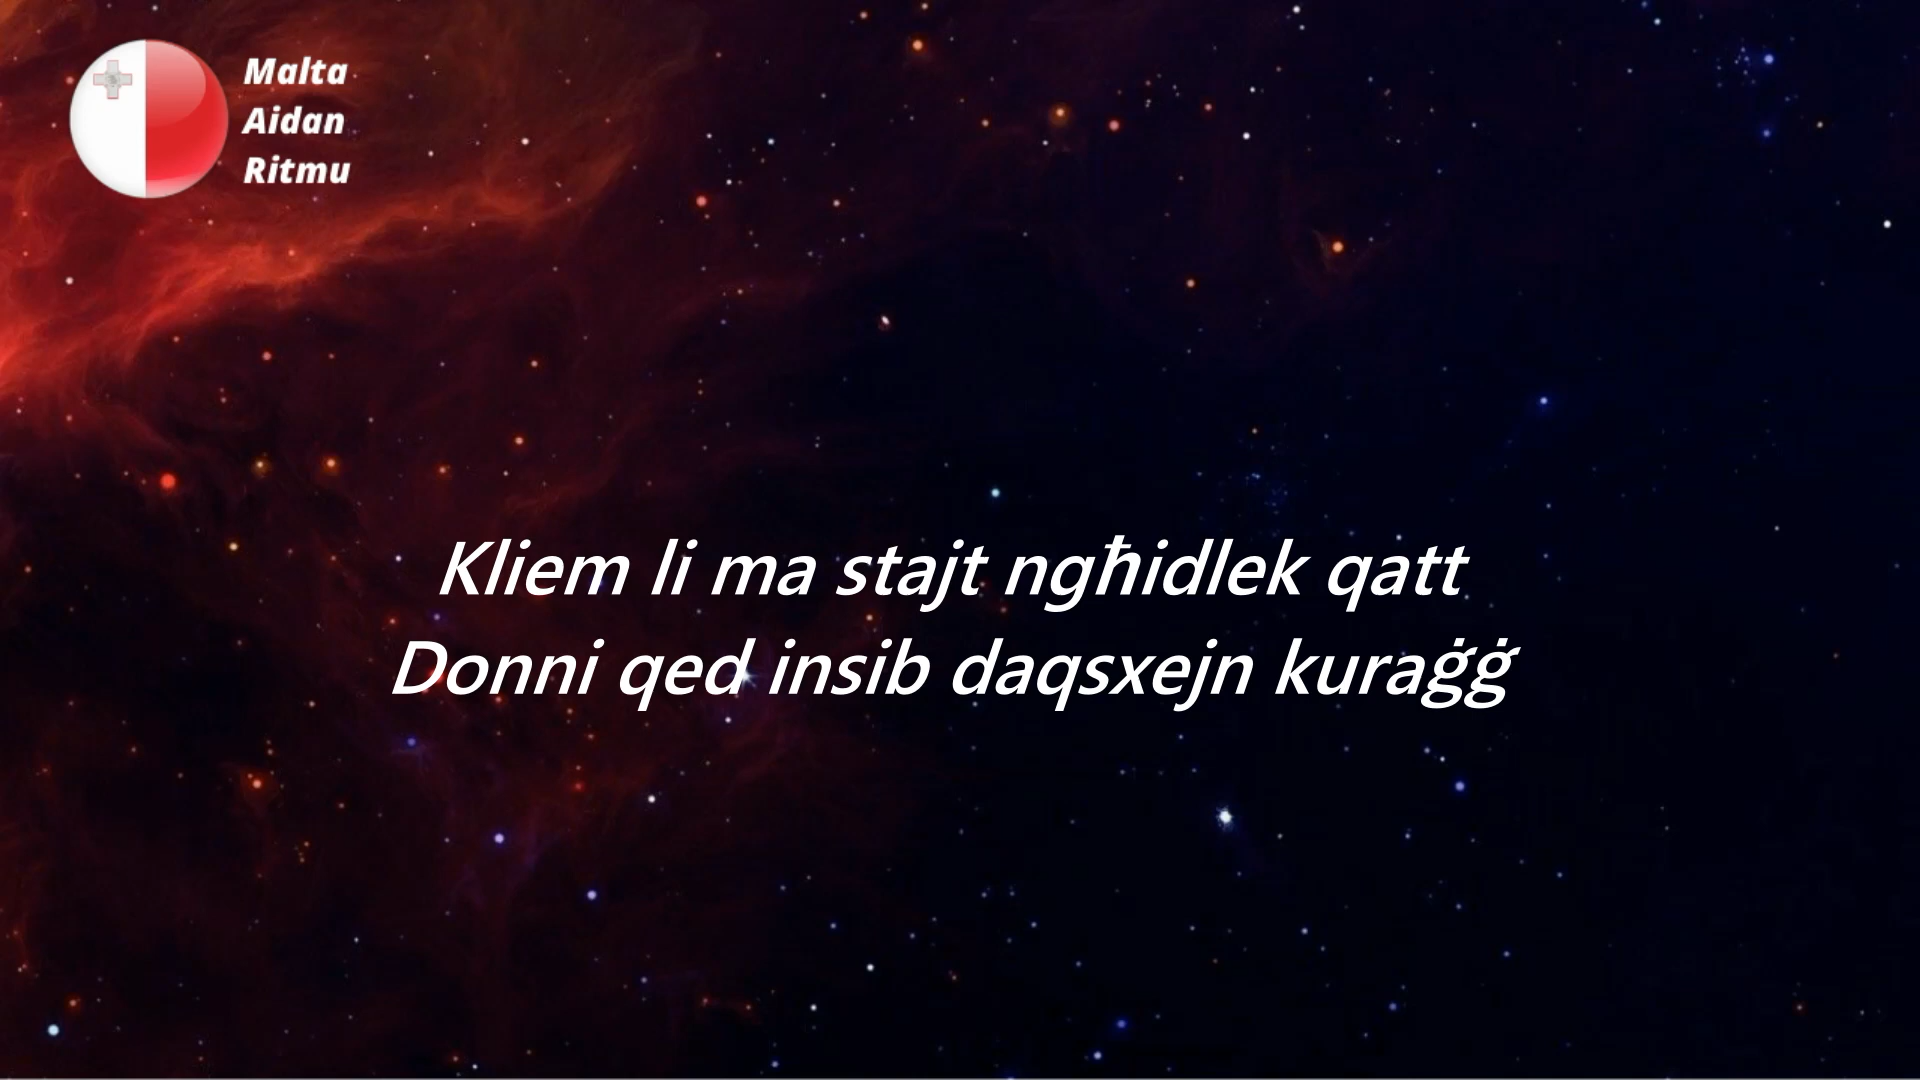 Malta
Aidan
Ritmu
Kliem li ma stajt ngħidlek qatt
Donni qed insib daqsxejn kuraġġ